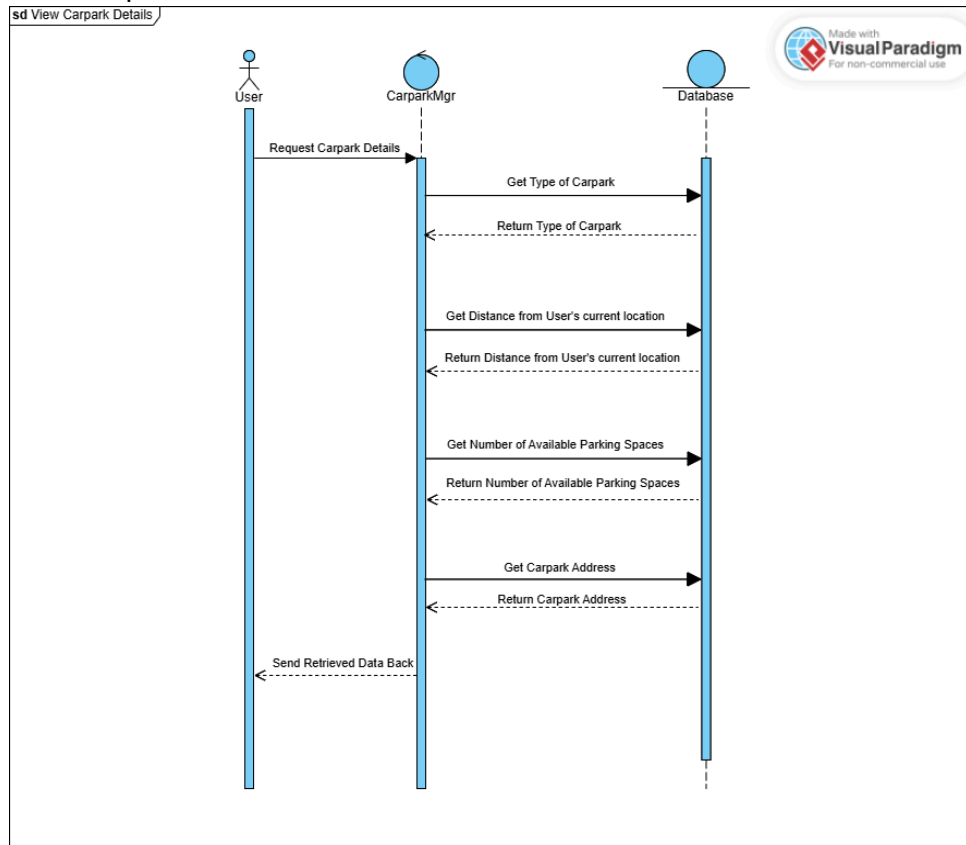 sd View Carpark Details
Made with
Visual Paradigm
For non-commercial use
User
CarparkMgr
Database
Request Carpark Details
Get Type of Carpark
Return Type of Carpark
Get Distance from User's current location
Return Distance from User's current location
Get Number of Available Parking Spaces
Return Number of Available Parking Spaces
Get Carpark Address
Return Carpark Address
Send Retrieved Data Back